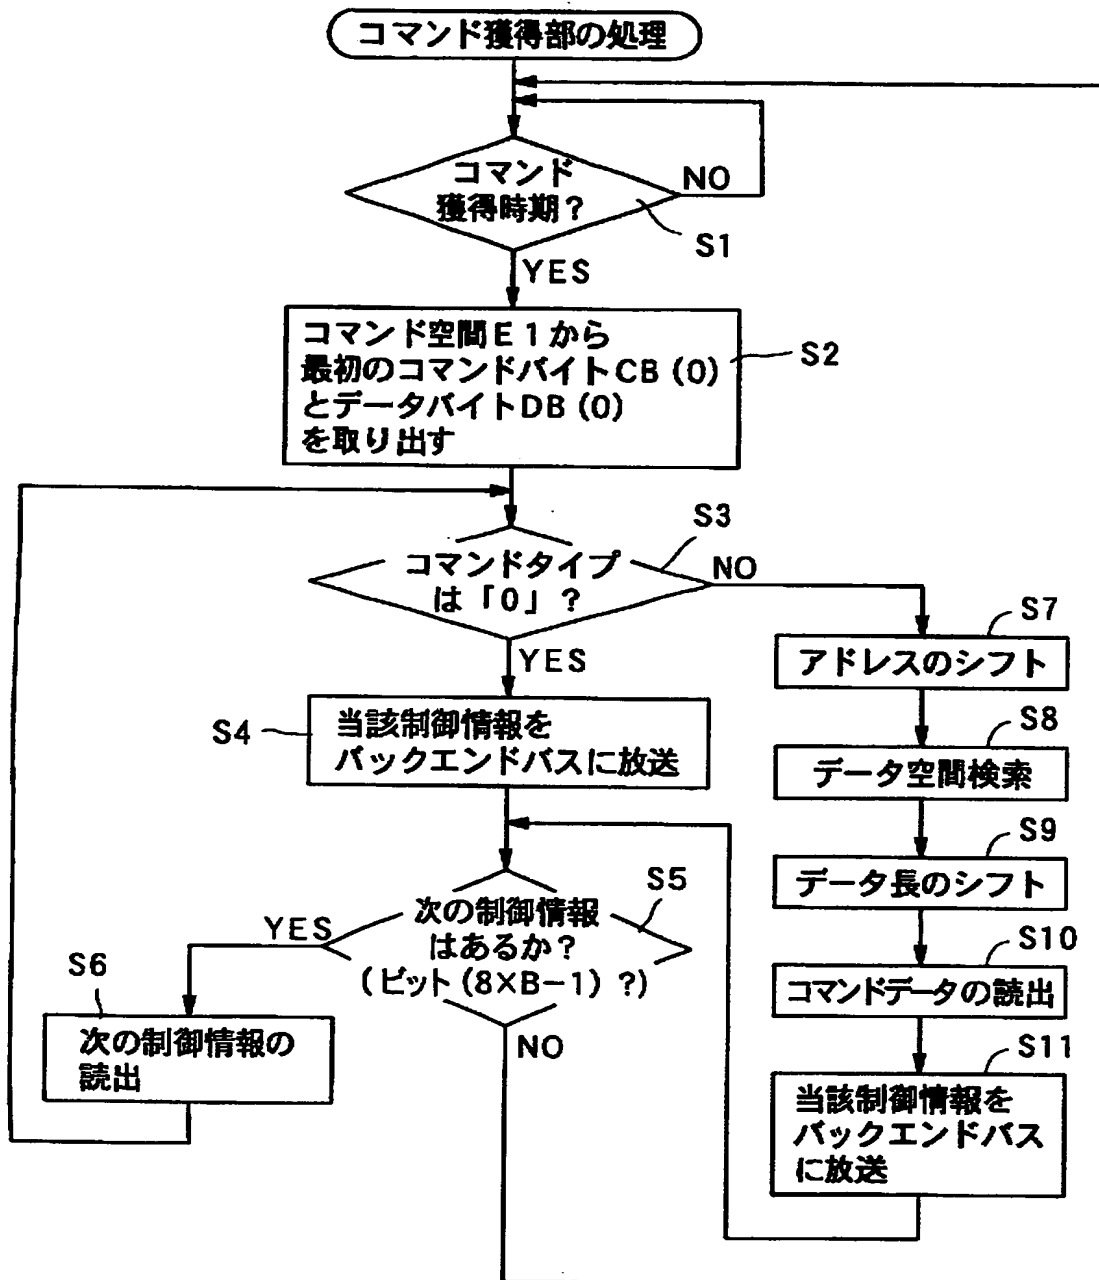 コマンド獲得部の処理
コマンド
獲得時期？
NO
S1
YES
コマンド空間E1から
最初のコマンドバイトCB(0)
とデータバイトDB(0)
を取り出す
S2
S3
コマンドタイプ
は「0」？
NO
YES
S7
アドレスのシフト
S4
当該制御情報を
バックエンドバスに放送
S8
データ空間検索
S9
データ長のシフト
S5
次の制御情報
はあるか？
(ビット(8×B−1)？)
YES
NO
S6
次の制御情報の
読出
S10
コマンドデータの読出
S11
当該制御情報を
バックエンドバス
に放送